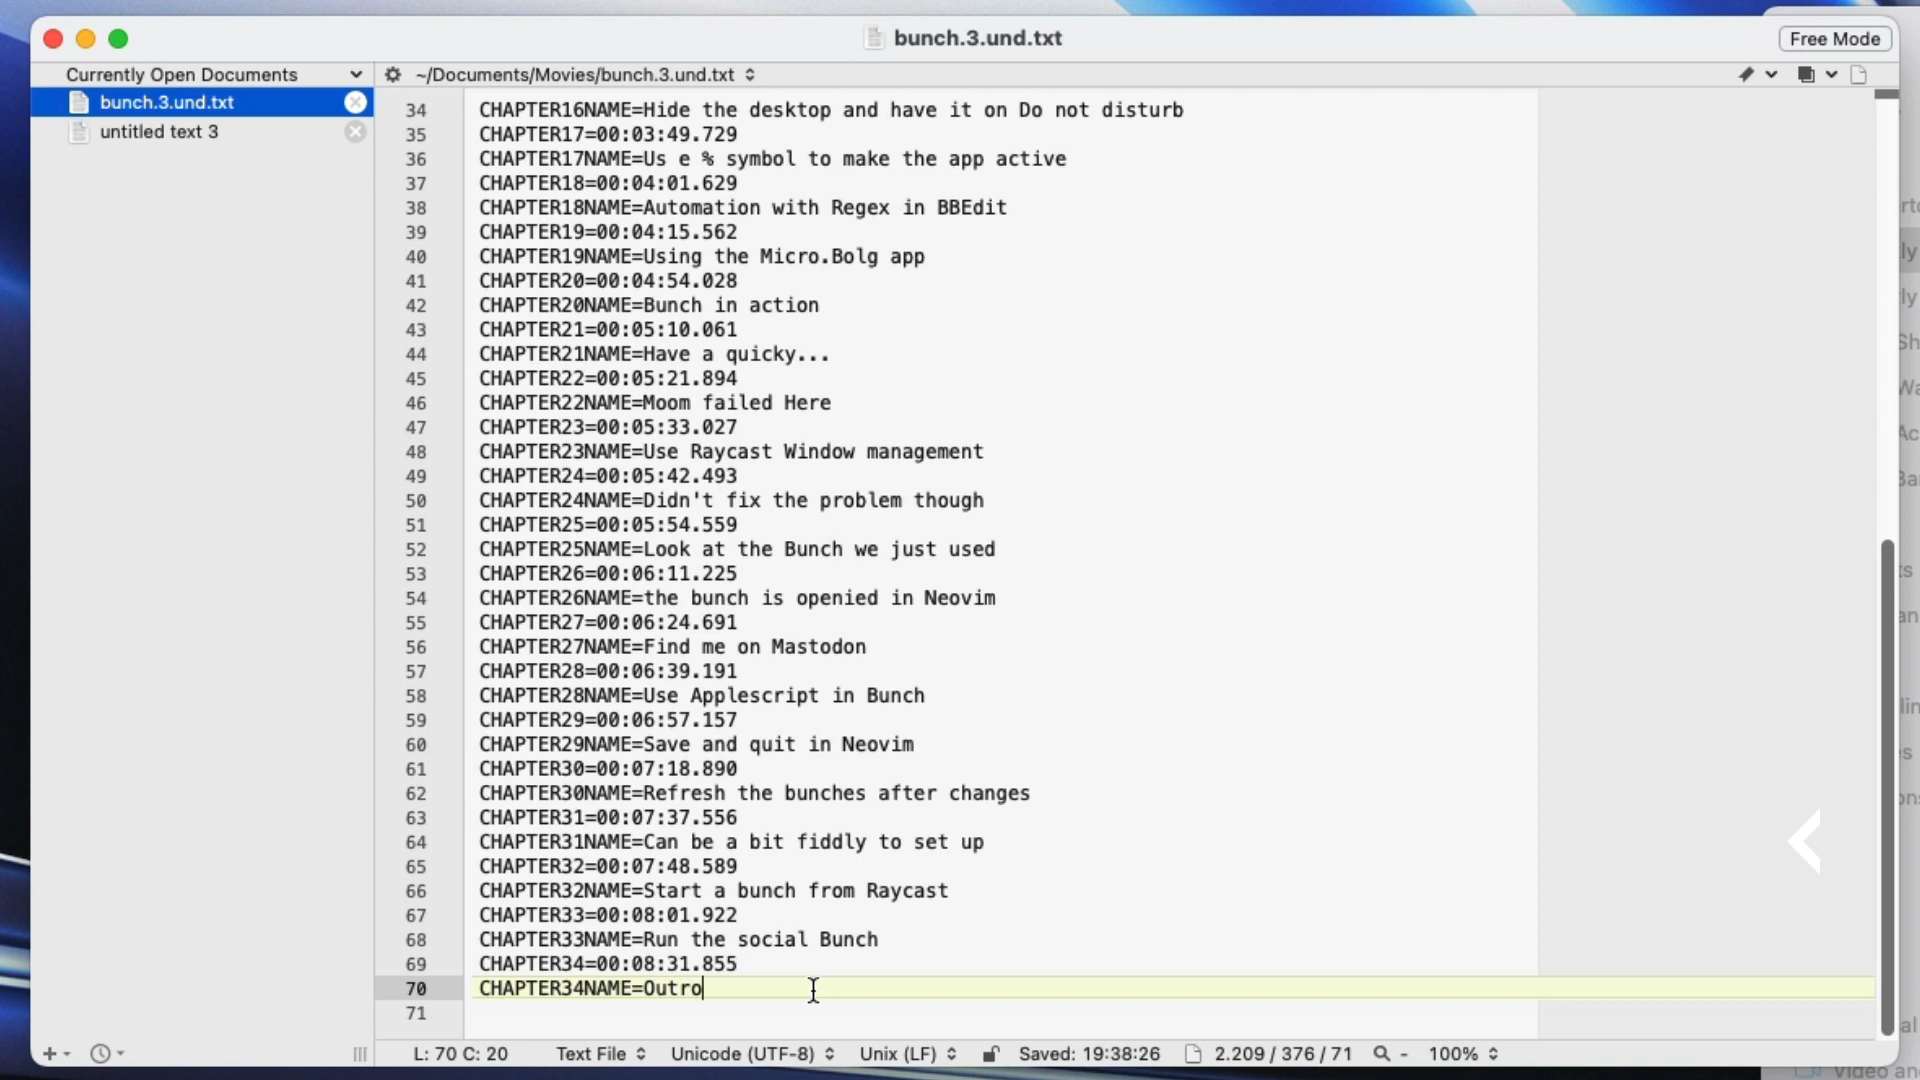 bunch.3.und.txt
Free Mode
Currently Open Documents
~/Documents/Movies/bunch.3.und.txt
bunch.3.und.txt
untitled text 3
34 CHAPTER16NAME=Hide the desktop and have it on Do not disturb
35 CHAPTER17=00:03:49.729
36 CHAPTER17NAME=Us e % symbol to make the app active
37 CHAPTER18=00:04:01.629
38 CHAPTER18NAME=Automation with Regex in BBEdit
39 CHAPTER19=00:04:15.562
40 CHAPTER19NAME=Using the Micro.Bolg app
41 CHAPTER20=00:04:54.028
42 CHAPTER20NAME=Bunch in action
43 CHAPTER21=00:05:10.061
44 CHAPTER21NAME=Have a quicky...
45 CHAPTER22=00:05:21.894
46 CHAPTER22NAME=Moom failed Here
47 CHAPTER23=00:05:33.027
48 CHAPTER23NAME=Use Raycast Window management
49 CHAPTER24=00:05:42.493
50 CHAPTER24NAME=Didn't fix the problem though
51 CHAPTER25=00:05:54.559
52 CHAPTER25NAME=Look at the Bunch we just used
53 CHAPTER26=00:06:11.225
54 CHAPTER26NAME=the bunch is openied in Neovim
55 CHAPTER27=00:06:24.691
56 CHAPTER27NAME=Find me on Mastodon
57 CHAPTER28=00:06:39.191
58 CHAPTER28NAME=Use Applescript in Bunch
59 CHAPTER29=00:06:57.157
60 CHAPTER29NAME=Save and quit in Neovim
61 CHAPTER30=00:07:18.890
62 CHAPTER30NAME=Refresh the bunches after changes
63 CHAPTER31=00:07:37.556
64 CHAPTER31NAME=Can be a bit fiddly to set up
65 CHAPTER32=00:07:48.589
66 CHAPTER32NAME=Start a bunch from Raycast
67 CHAPTER33=00:08:01.922
68 CHAPTER33NAME=Run the social Bunch
69 CHAPTER34=00:08:31.855
70 CHAPTER34NAME=Outro
71
L: 70 C: 20 Text File Unicode (UTF-8) Unix (LF) Saved: 19:38:26 2.209 / 376 / 71 - 100%